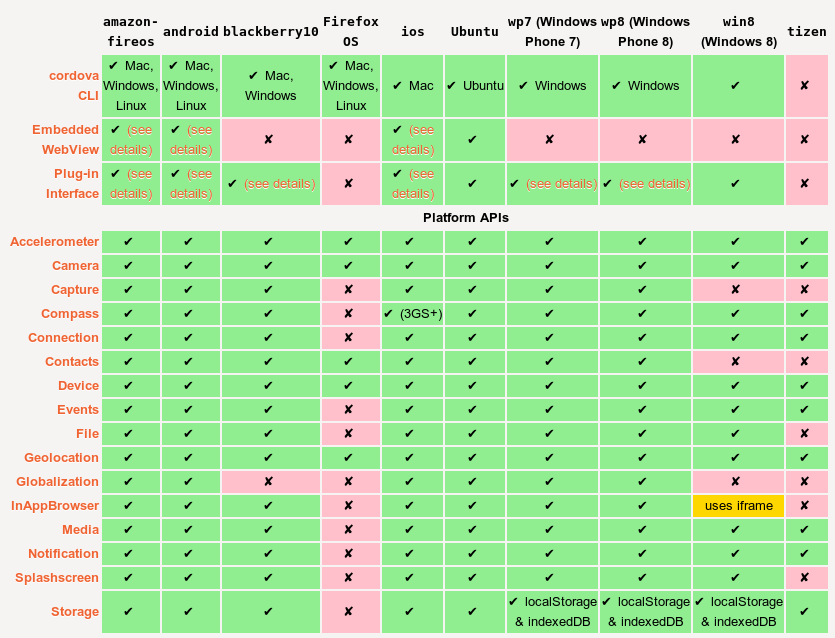 amazon-fireos android blackberry10 Firefox OS ios Ubuntu wp7 (Windows Phone 7) wp8 (Windows Phone 8) win8 (Windows 8) tizen
cordova CLI ✔ Mac, Windows, Linux ✔ Mac, Windows, Linux ✔ Mac, Windows ✔ Mac, Windows, Linux ✔ Mac ✔ Ubuntu ✔ Windows ✔ Windows ✔ ✘
Embedded WebView ✔ (see details) ✔ (see details) ✘ ✘ ✔ (see details) ✔ ✘ ✘ ✘ ✘
Plug-in Interface ✔ (see details) ✔ (see details) ✔ (see details) ✘ ✔ (see details) ✔ ✔ (see details) ✔ (see details) ✔ ✘
Platform APIs
Accelerometer ✔ ✔ ✔ ✔ ✔ ✔ ✔ ✔ ✔ ✔
Camera ✔ ✔ ✔ ✔ ✔ ✔ ✔ ✔ ✔ ✔
Capture ✔ ✔ ✔ ✘ ✔ ✔ ✔ ✔ ✘ ✘
Compass ✔ ✔ ✔ ✘ ✔ (3GS+) ✔ ✔ ✔ ✔ ✔
Connection ✔ ✔ ✔ ✘ ✔ ✔ ✔ ✔ ✔ ✔
Contacts ✔ ✔ ✔ ✔ ✔ ✔ ✔ ✔ ✘ ✘
Device ✔ ✔ ✔ ✔ ✔ ✔ ✔ ✔ ✔ ✔
Events ✔ ✔ ✔ ✘ ✔ ✔ ✔ ✔ ✔ ✔
File ✔ ✔ ✔ ✘ ✔ ✔ ✔ ✔ ✔ ✘
Geolocation ✔ ✔ ✔ ✔ ✔ ✔ ✔ ✔ ✔ ✔
Globalization ✔ ✔ ✘ ✘ ✔ ✔ ✔ ✔ ✘ ✘
InAppBrowser ✔ ✔ ✔ ✘ ✔ ✔ ✔ ✔ uses iframe ✘
Media ✔ ✔ ✔ ✘ ✔ ✔ ✔ ✔ ✔ ✔
Notification ✔ ✔ ✔ ✘ ✔ ✔ ✔ ✔ ✔ ✔
Splashscreen ✔ ✔ ✔ ✘ ✔ ✔ ✔ ✔ ✔ ✘
Storage ✔ ✔ ✔ ✘ ✔ ✔ ✔ localStorage & indexedDB ✔ localStorage & indexedDB ✔ localStorage & indexedDB ✔